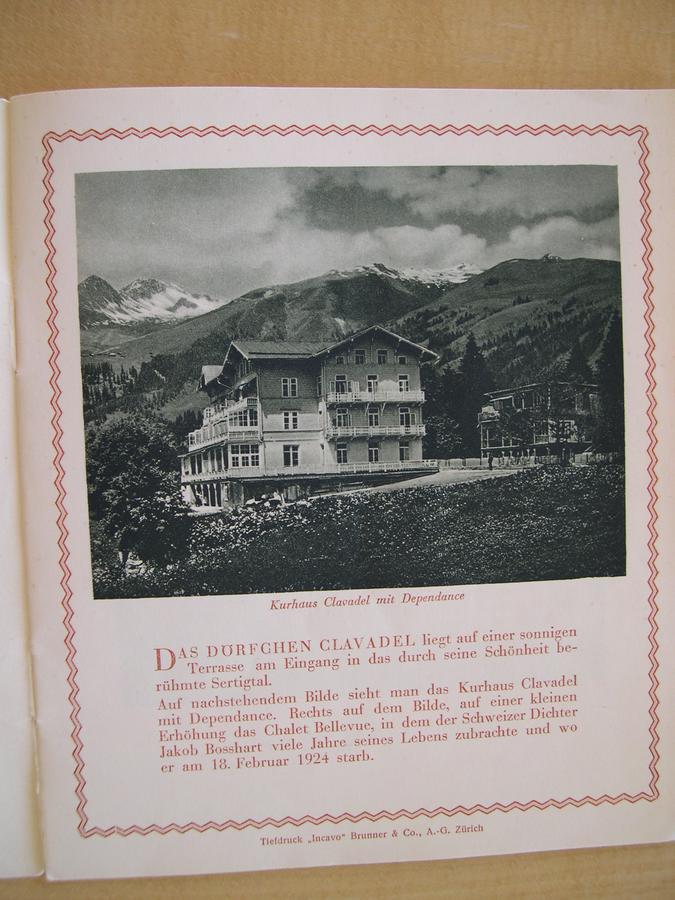 Kurhaus Clavadel mit Dependance
DAS DÖRFCHEN CLAVADEL liegt auf einer sonnigen
Terrasse am Eingang in das durch seine Schönheit be-
rühmte Sertigtal.
Auf nachstehendem Bilde sieht man das Kurhaus Clavadel
mit Dependance. Rechts auf dem Bilde, auf einer kleinen
Erhöhung das Chalet Bellevue, in dem der Schweizer Dichter
Jakob Bosshart viele Jahre seines Lebens zubrachte und wo
er am 18. Februar 1924 starb.
Tiefdruck „Incavo“ Brunner & Co., A.-G. Zürich